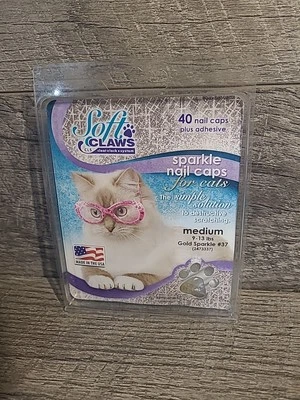 Soft
CLAWS
40 nail caps
plus adhesive
sparkle
nail caps
for cats
The simple
solution
to destructive
scratching.
medium
9-13 lbs
Gold Sparkle #37
MADE IN THE USA